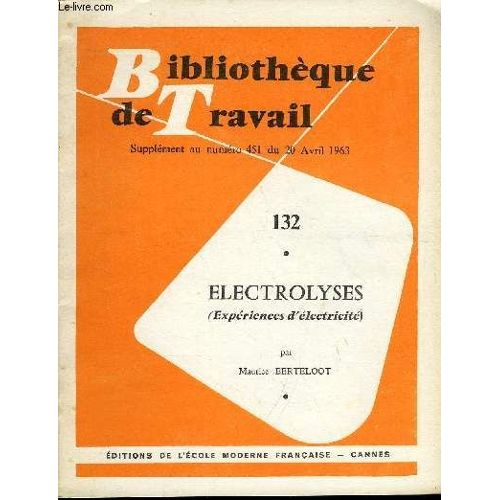 Le-livre.com
Bibliothèque
de Travail
Supplément au numéro 451 du 20 Avril 1963
132
ELECTROLYSES
(Expériences d'électricité)
par
Maurice BERTELOOT
ÉDITIONS DE L'ÉCOLE MODERNE FRANÇAISE — CANNES